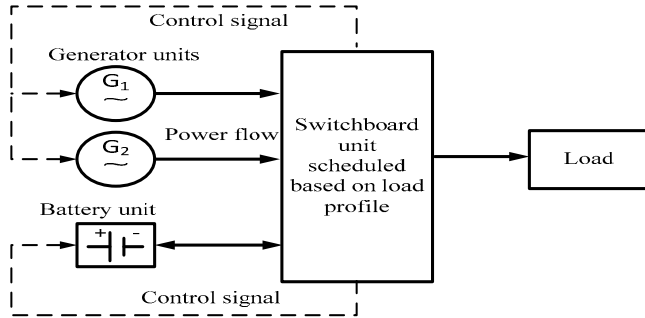 Control signal
Generator units
G1
~
G2
~
Power flow
Switchboard
unit
scheduled
based on load
profile
Load
Battery unit
+ -
Control signal